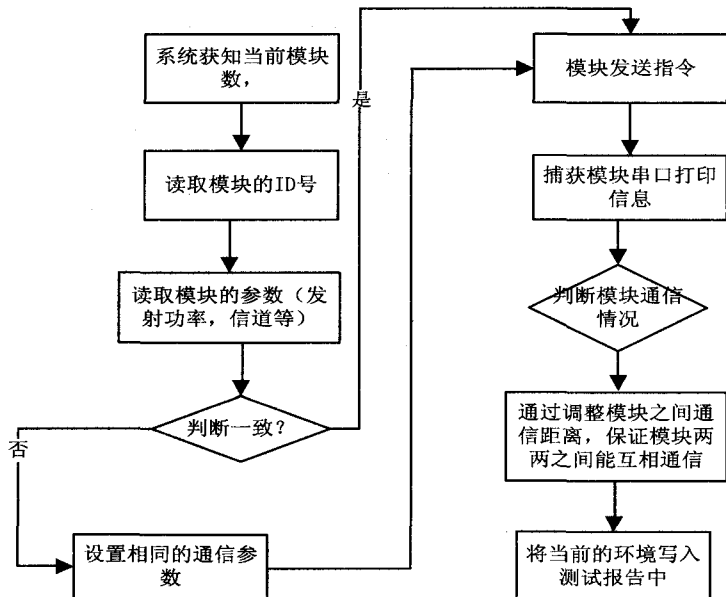 系统获知当前模块
数，
读取模块的ID号
读取模块的参数（发
射功率，信道等）
判断一致?
是
否
设置相同的通信参
数
模块发送指令
捕获模块串口打印
信息
判断模块通信
情况
通过调整模块之间通
信距离，保证模块两
两之间能互相通信
将当前的环境写入
测试报告中